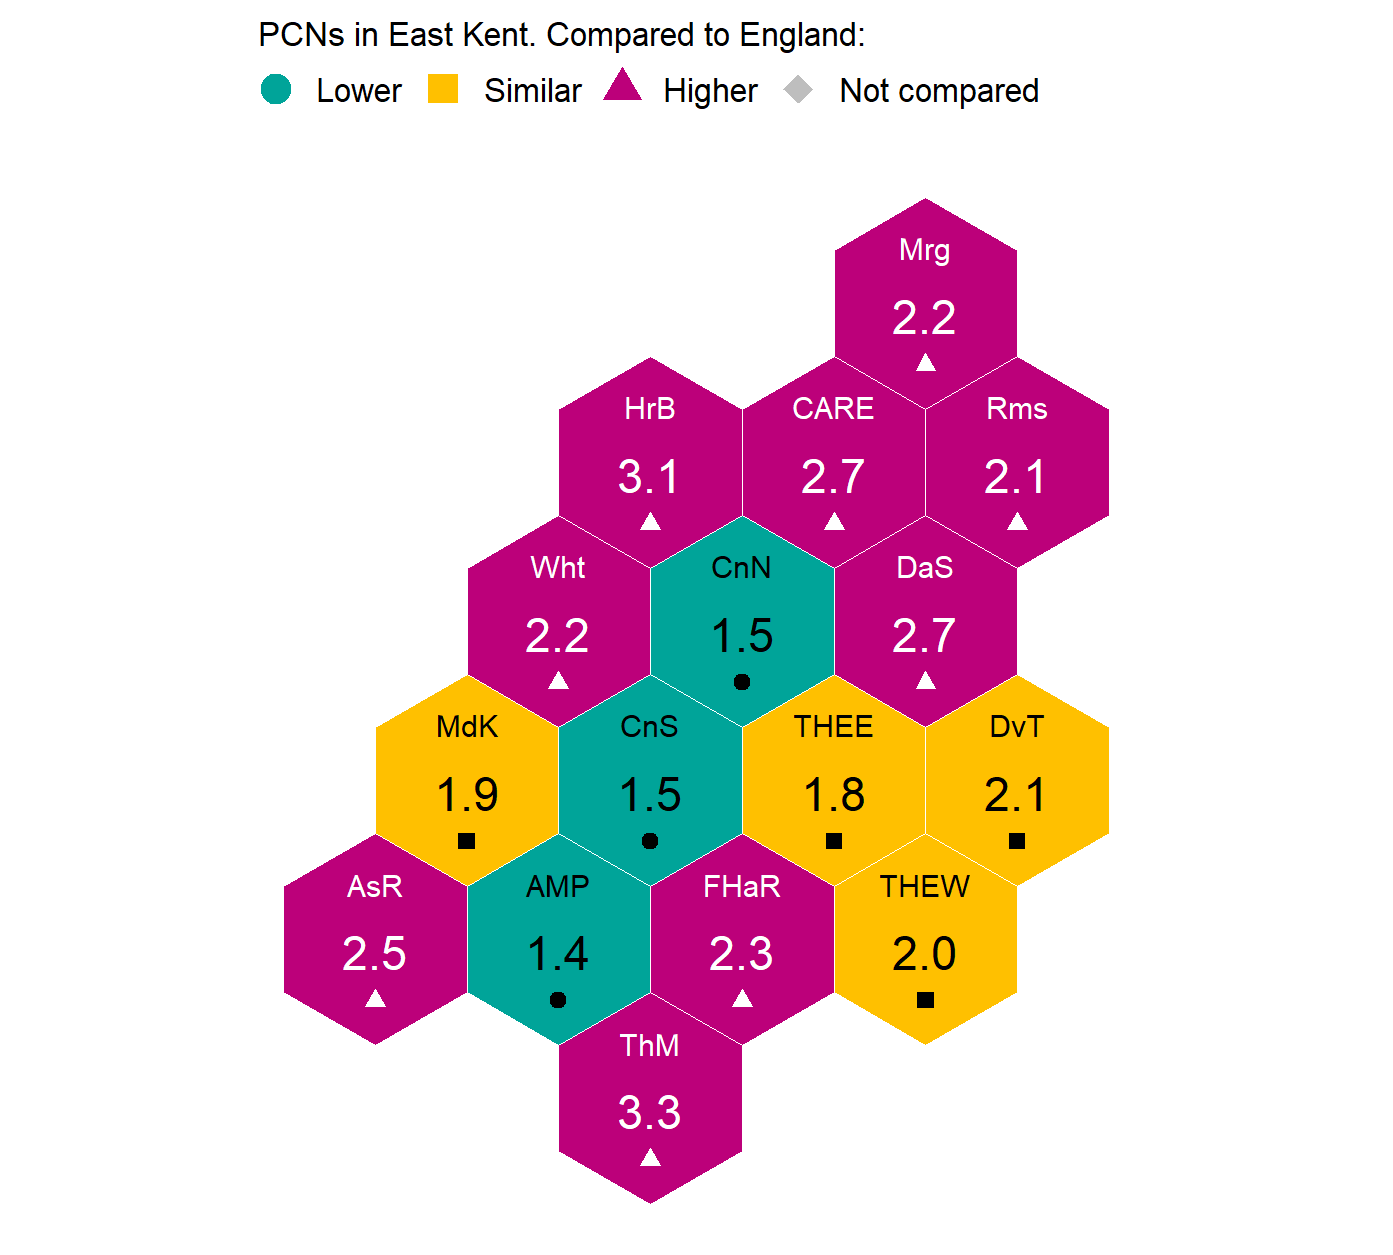 PCNs in East Kent. Compared to England:
Lower Similar Higher Not compared
Mrg
2.2
HrB CARE Rms
3.1 2.7 2.1
Wht CnN DaS
2.2 1.5 2.7
MdK CnS THEE DvT
1.9 1.5 1.8 2.1
AsR AMP FHaR THEW
2.5 1.4 2.3 2.0
ThM
3.3